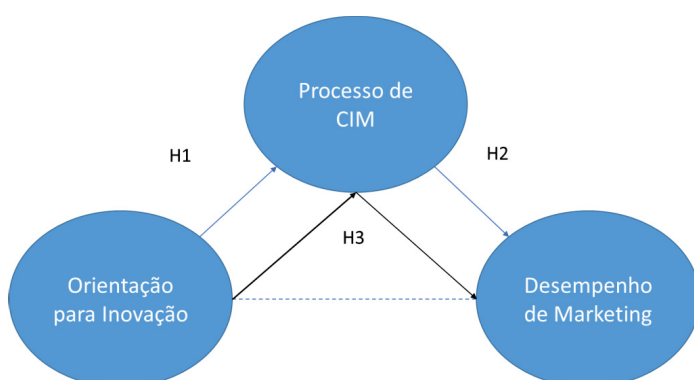 Processo de
CIM
H1
H2
H3
Orientação
para Inovação
Desempenho
de Marketing